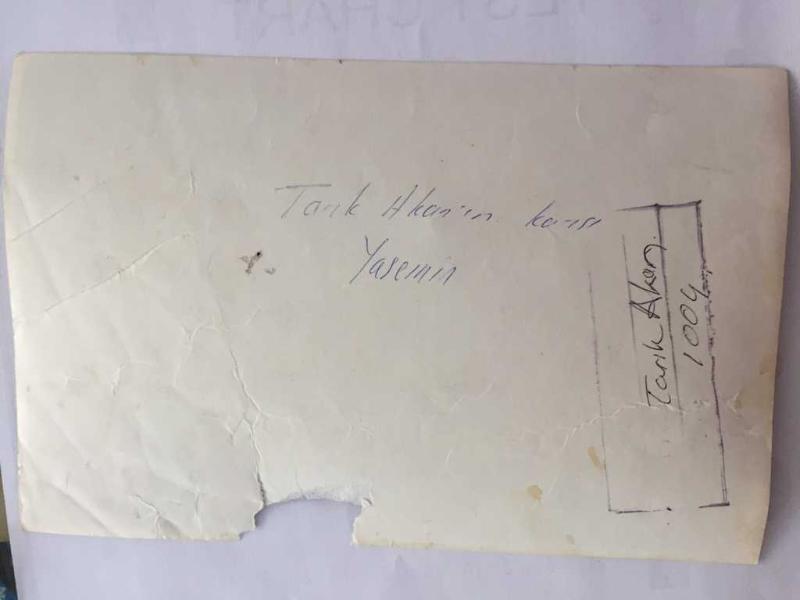 Tarık Akan'ın karısı
Yasemin
Tarık Akan
1004